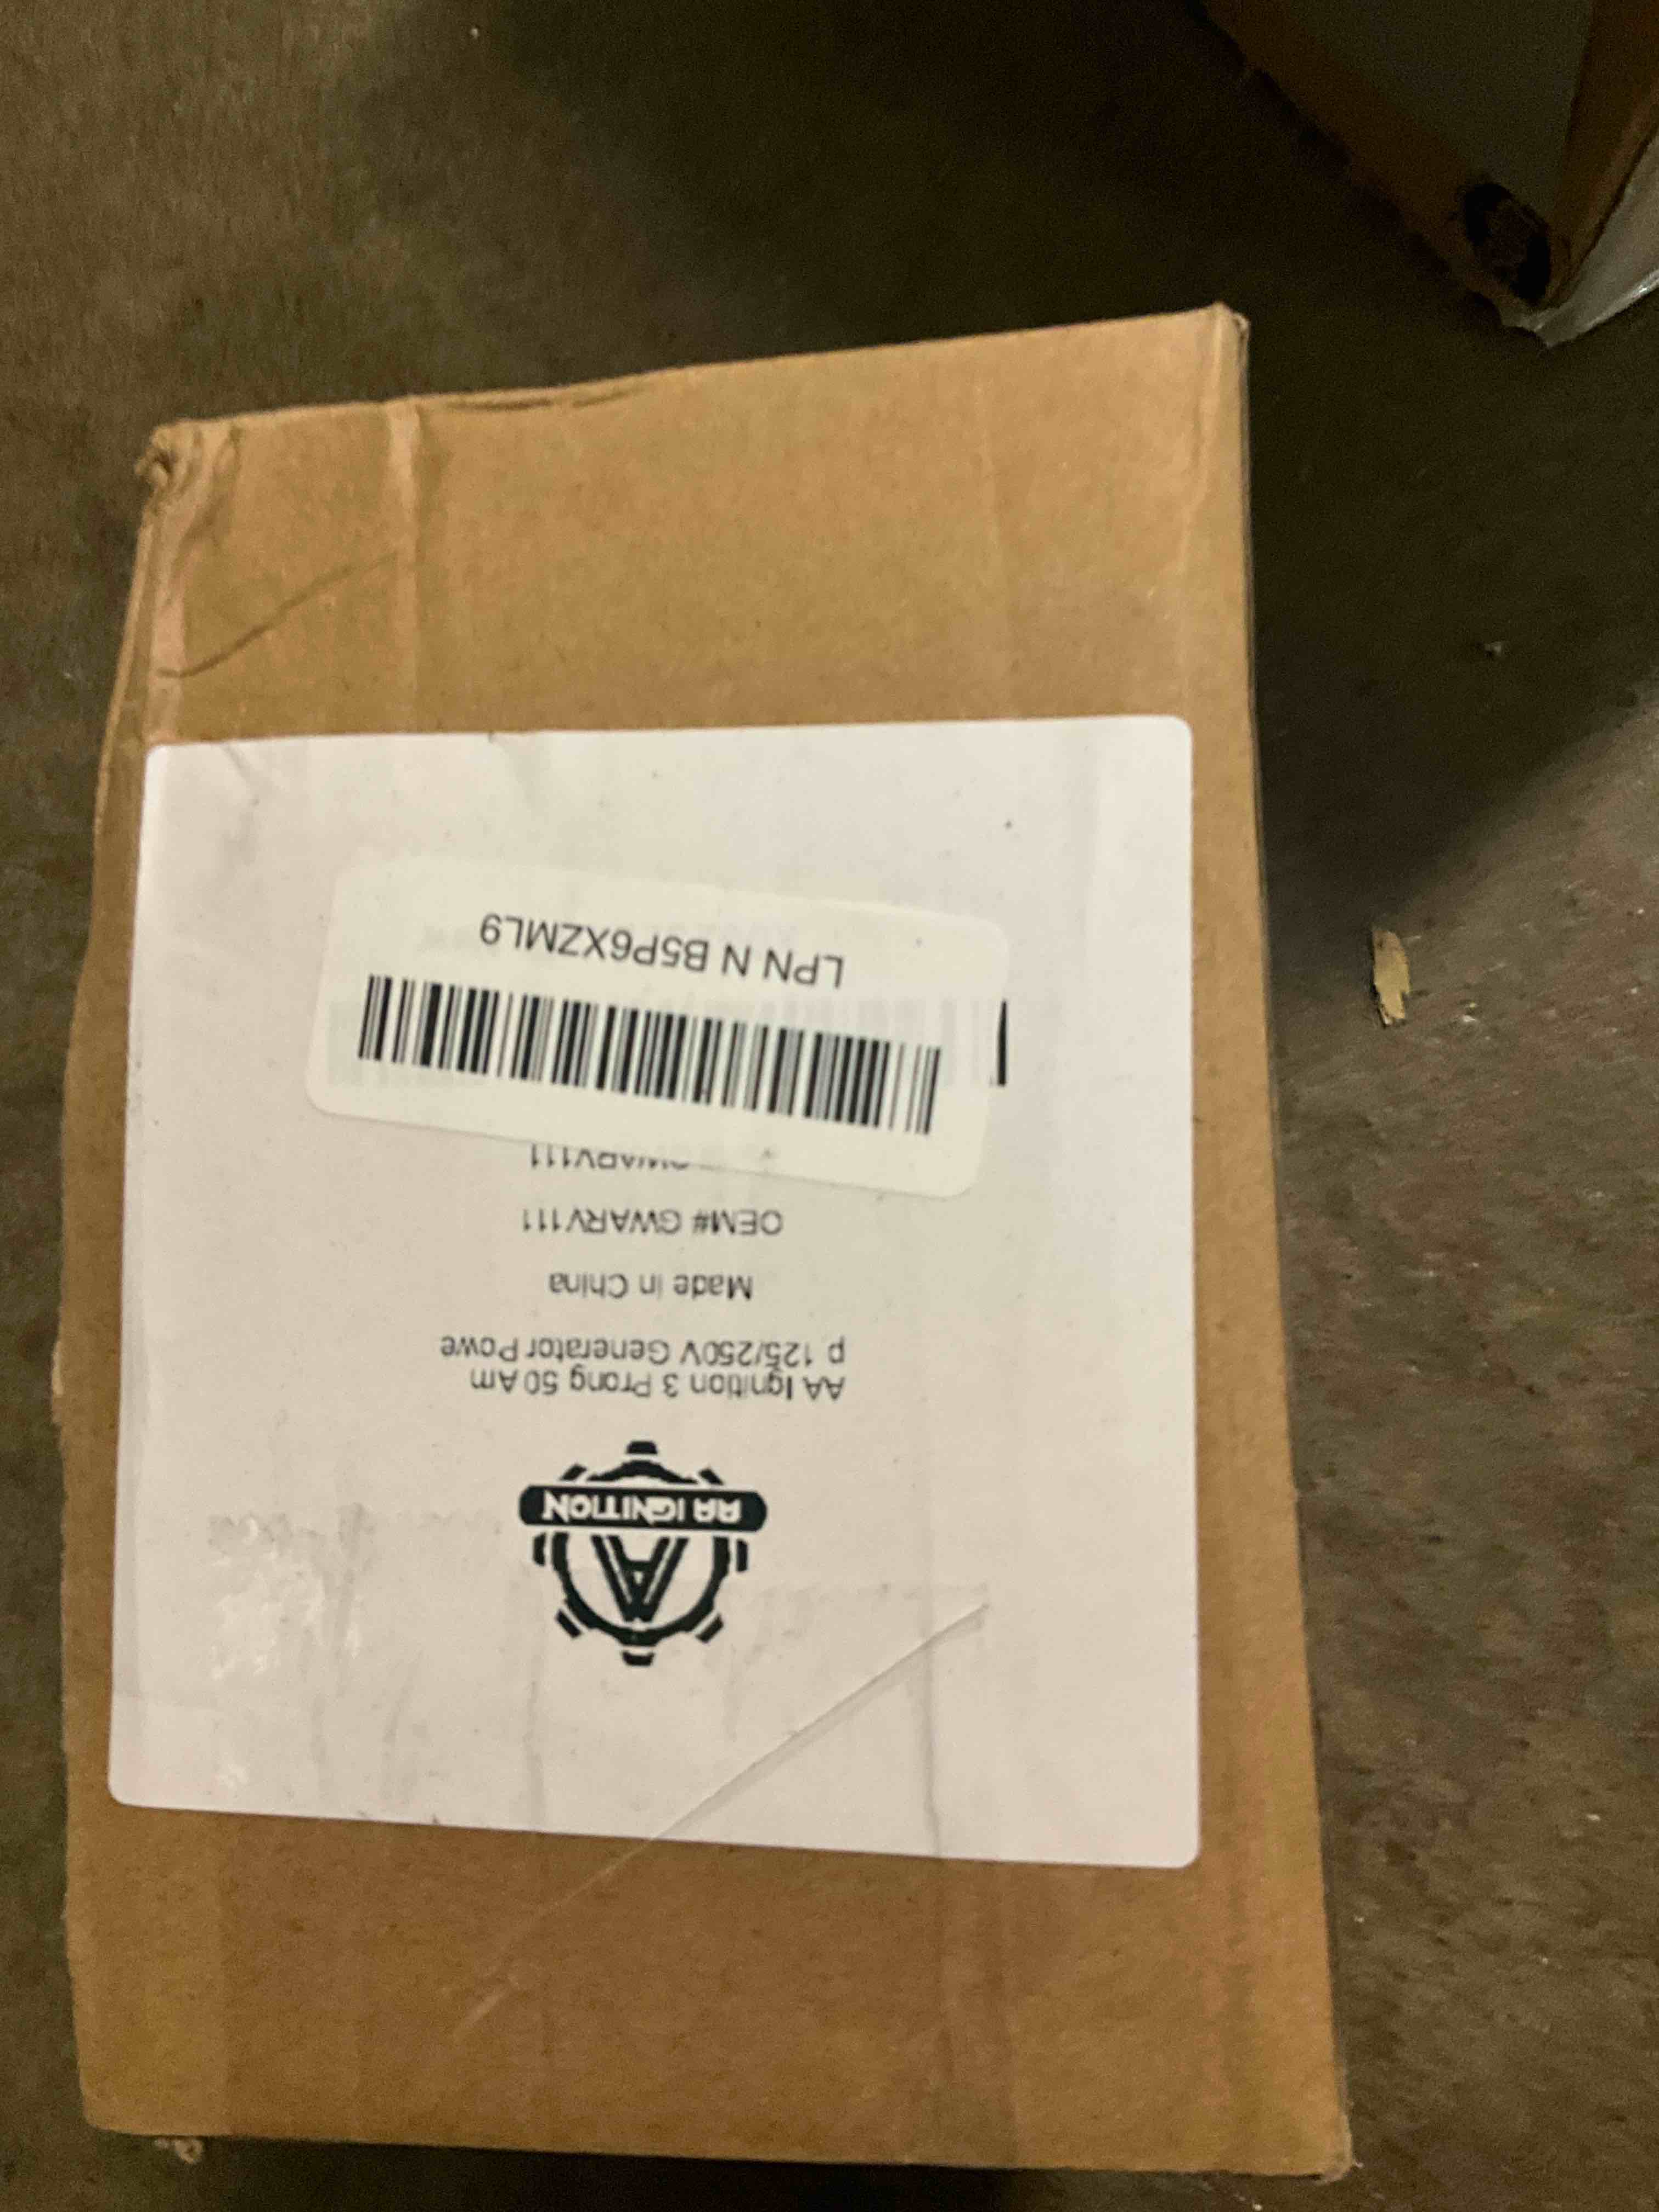 AA IGNITION
AA Ignition 3 Prong 50 Am
p 125/250V Generator Powe
Made in China
OEM# GWARV111
GWARV111
LPN N B5P6XZML9